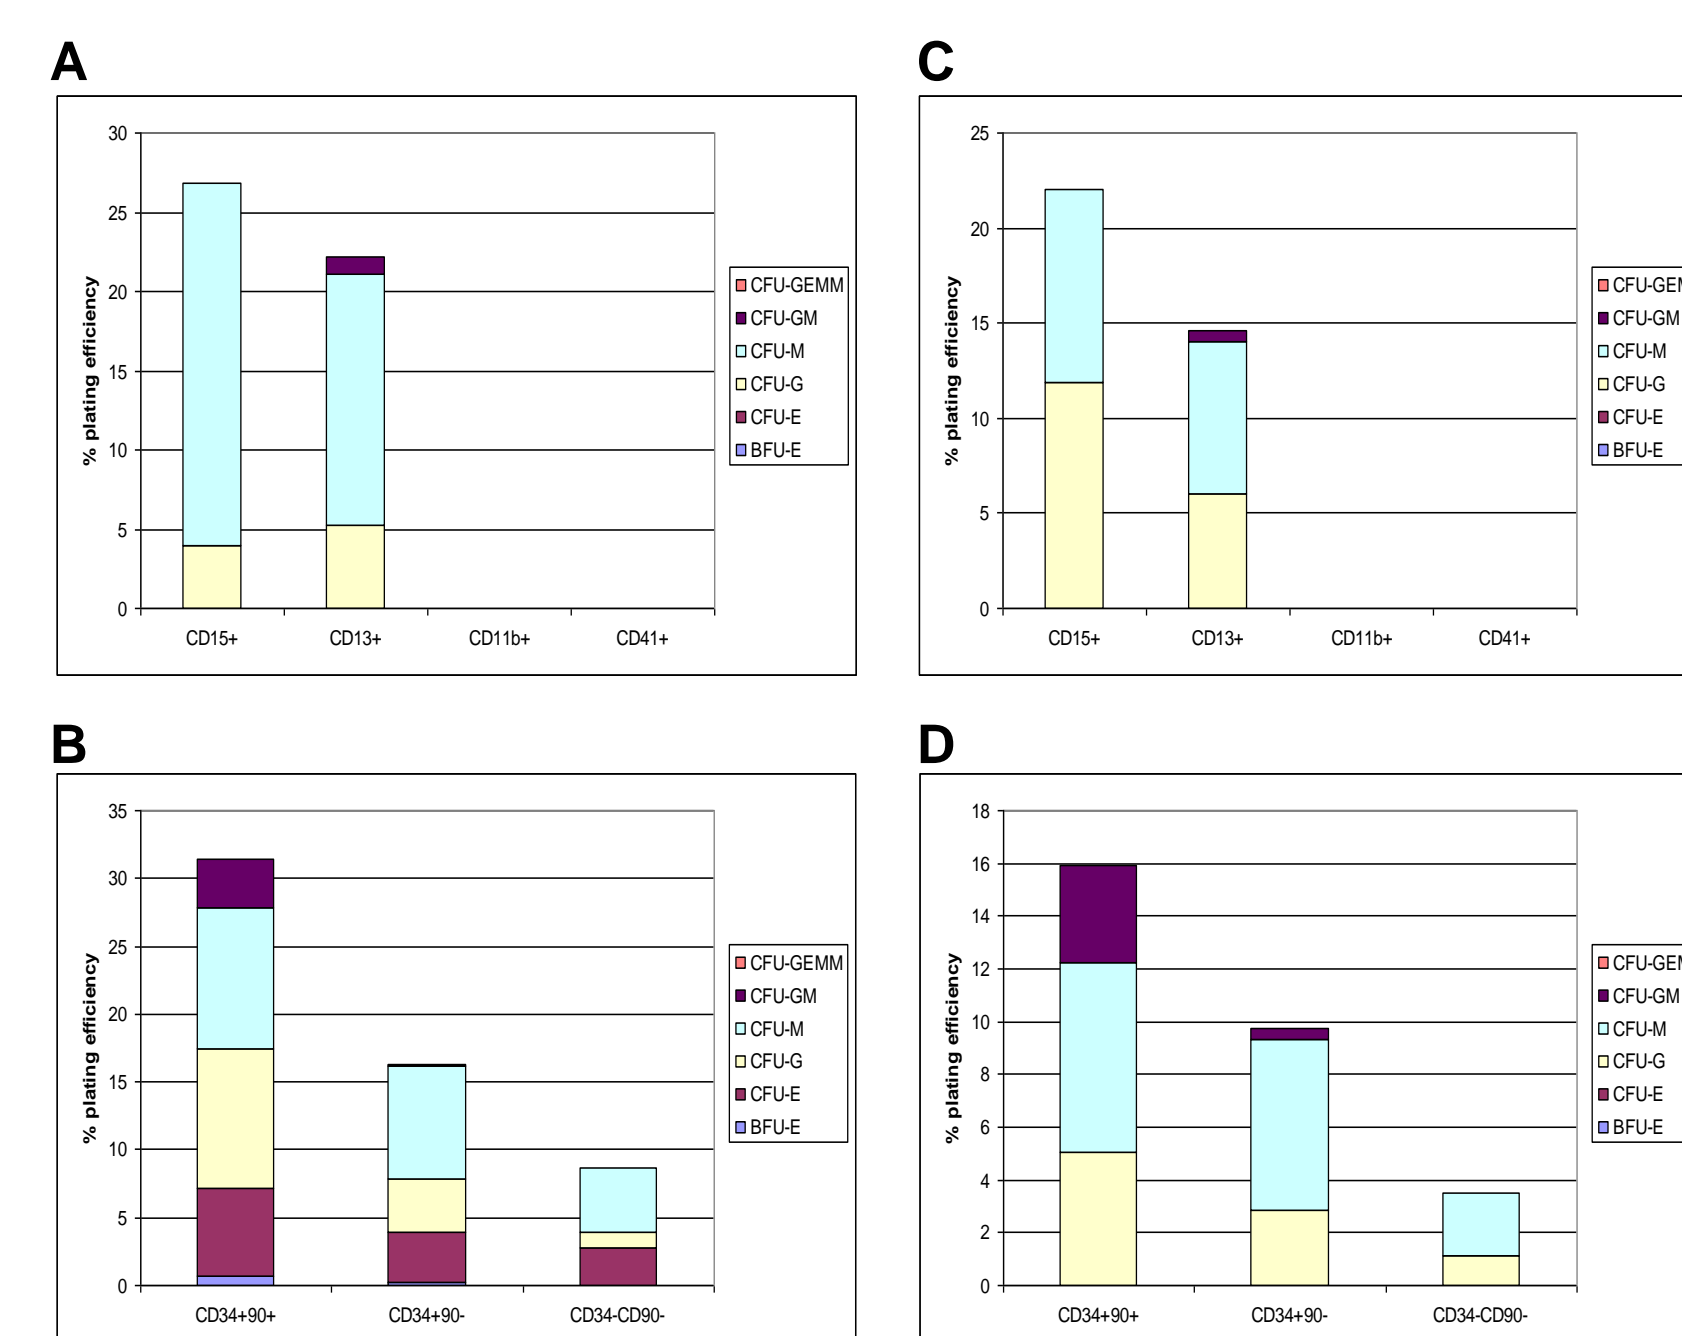 A
30
25
20
15
10
5
0
% plating efficiency
CD15+ CD13+ CD11b+ CD41+
CFU-GEMM
CFU-GM
CFU-M
CFU-G
CFU-E
BFU-E
C
25
20
15
10
5
0
% plating efficiency
CD15+ CD13+ CD11b+ CD41+
CFU-GEM
CFU-GM
CFU-M
CFU-G
CFU-E
BFU-E
B
35
30
25
20
15
10
5
0
% plating efficiency
CD34+90+ CD34+90- CD34-CD90-
CFU-GEMM
CFU-GM
CFU-M
CFU-G
CFU-E
BFU-E
D
18
16
14
12
10
8
6
4
2
0
% plating efficiency
CD34+90+ CD34+90- CD34-CD90-
CFU-GEM
CFU-GM
CFU-M
CFU-G
CFU-E
BFU-E